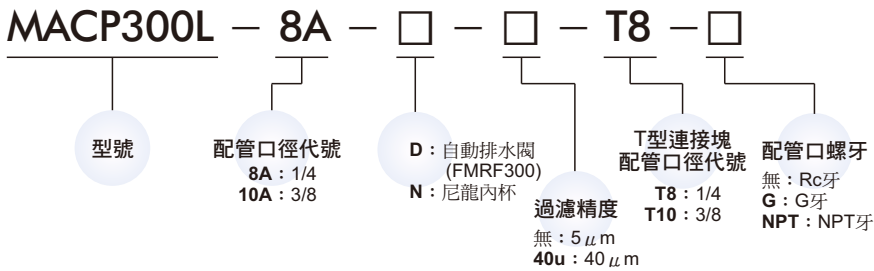 MACP300L － 8A － □ － □ － T8 － □
型號
配管口徑代號
8A：1/4
10A：3/8
D：自動排水閥
(FMRF300)
N：尼龍內杯
過濾精度
無：5μm
40u：40μm
T型連接塊
配管口徑代號
T8：1/4
T10：3/8
配管口螺牙
無：Rc牙
G：G牙
NPT：NPT牙